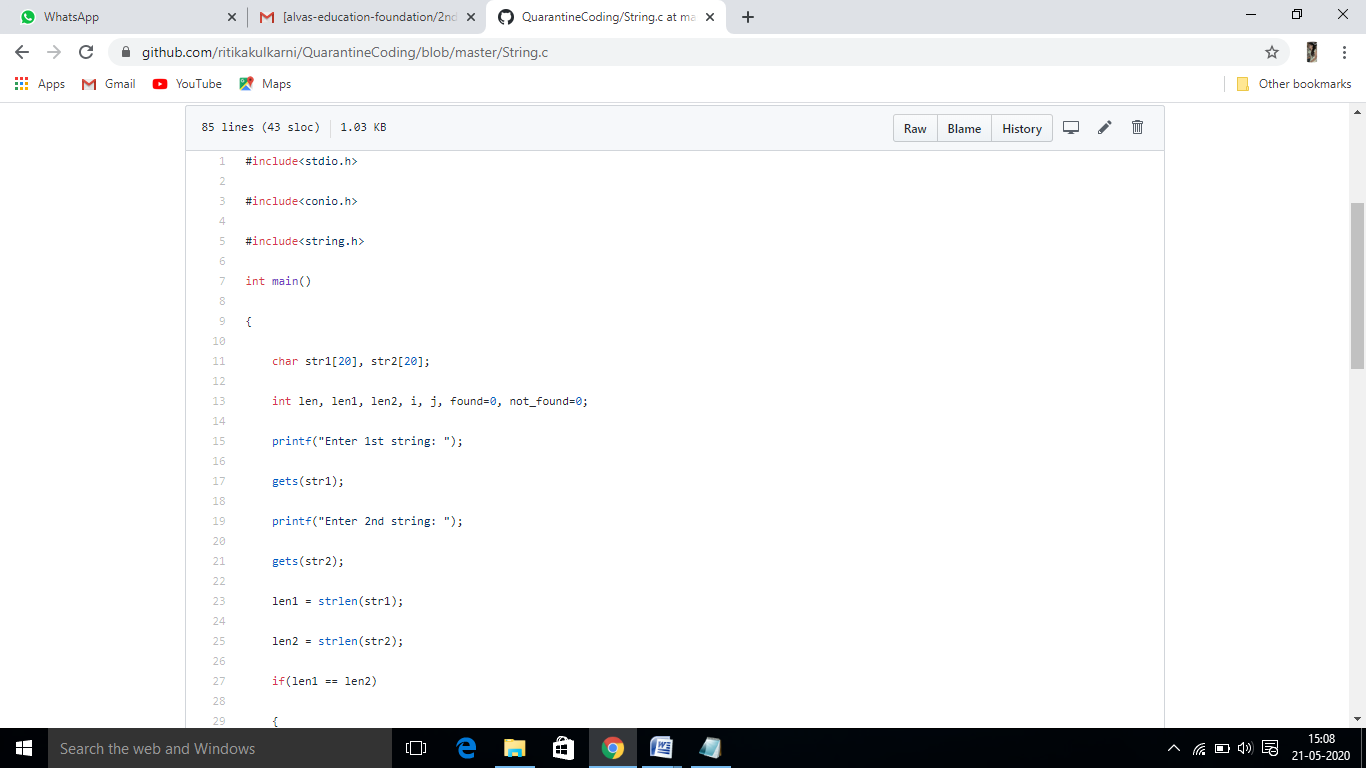 WhatsApp
[alvas-education-foundation/2nd
QuarantineCoding/String.c at ma
github.com/ritikakulkarni/QuarantineCoding/blob/master/String.c
Apps
Gmail
YouTube
Maps
Other bookmarks
85 lines (43 sloc)
1.03 KB
Raw
Blame
History
1 #include<stdio.h>
2
3 #include<conio.h>
4
5 #include<string.h>
6
7 int main()
8
9 {
10
11 char str1[20], str2[20];
12
13 int len, len1, len2, i, j, found=0, not_found=0;
14
15 printf("Enter 1st string: ");
16
17 gets(str1);
18
19 printf("Enter 2nd string: ");
20
21 gets(str2);
22
23 len1 = strlen(str1);
24
25 len2 = strlen(str2);
26
27 if(len1 == len2)
28
29 {
Search the web and Windows
15:08
21-05-2020